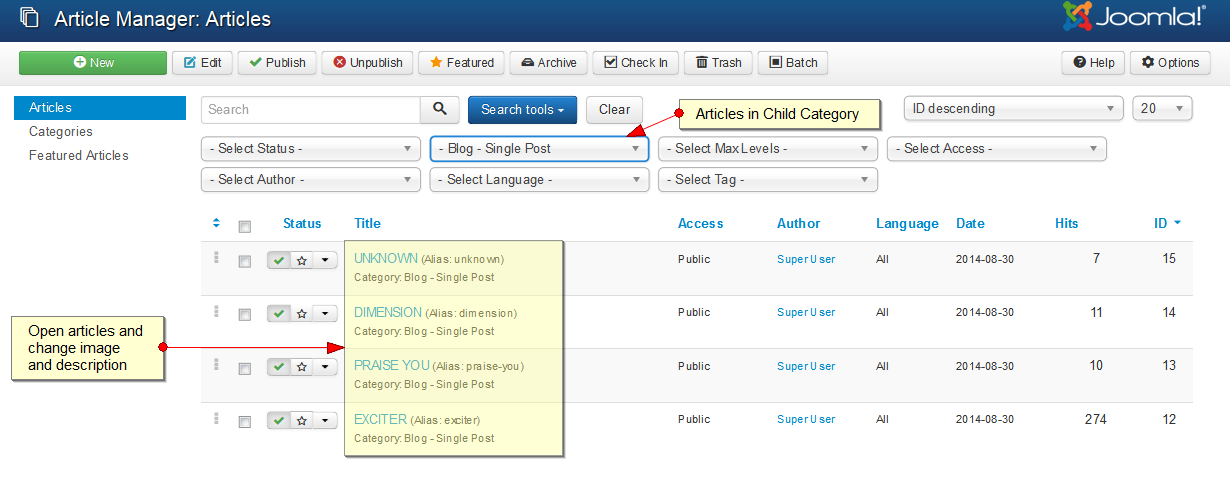 Article Manager: Articles
Joomla!
New
Edit
Publish
Unpublish
Featured
Archive
Check In
Trash
Batch
Help
Options
Articles
Categories
Featured Articles
Search
Search tools
Clear
Articles in Child Category
ID descending
20
- Select Status -
- Blog - Single Post
- Select Max Levels -
- Select Access -
- Select Author -
- Select Language -
- Select Tag -
Status Title Access Author Language Date Hits ID
UNKNOWN (Alias: unknown) Public Super User All 2014-08-30 7 15
Category: Blog - Single Post
DIMENSION (Alias: dimension) Public Super User All 2014-08-30 11 14
Category: Blog - Single Post
PRAISE YOU (Alias: praise-you) Public Super User All 2014-08-30 10 13
Category: Blog - Single Post
EXCITER (Alias: exciter) Public Super User All 2014-08-30 274 12
Category: Blog - Single Post
Open articles and
change image
and description